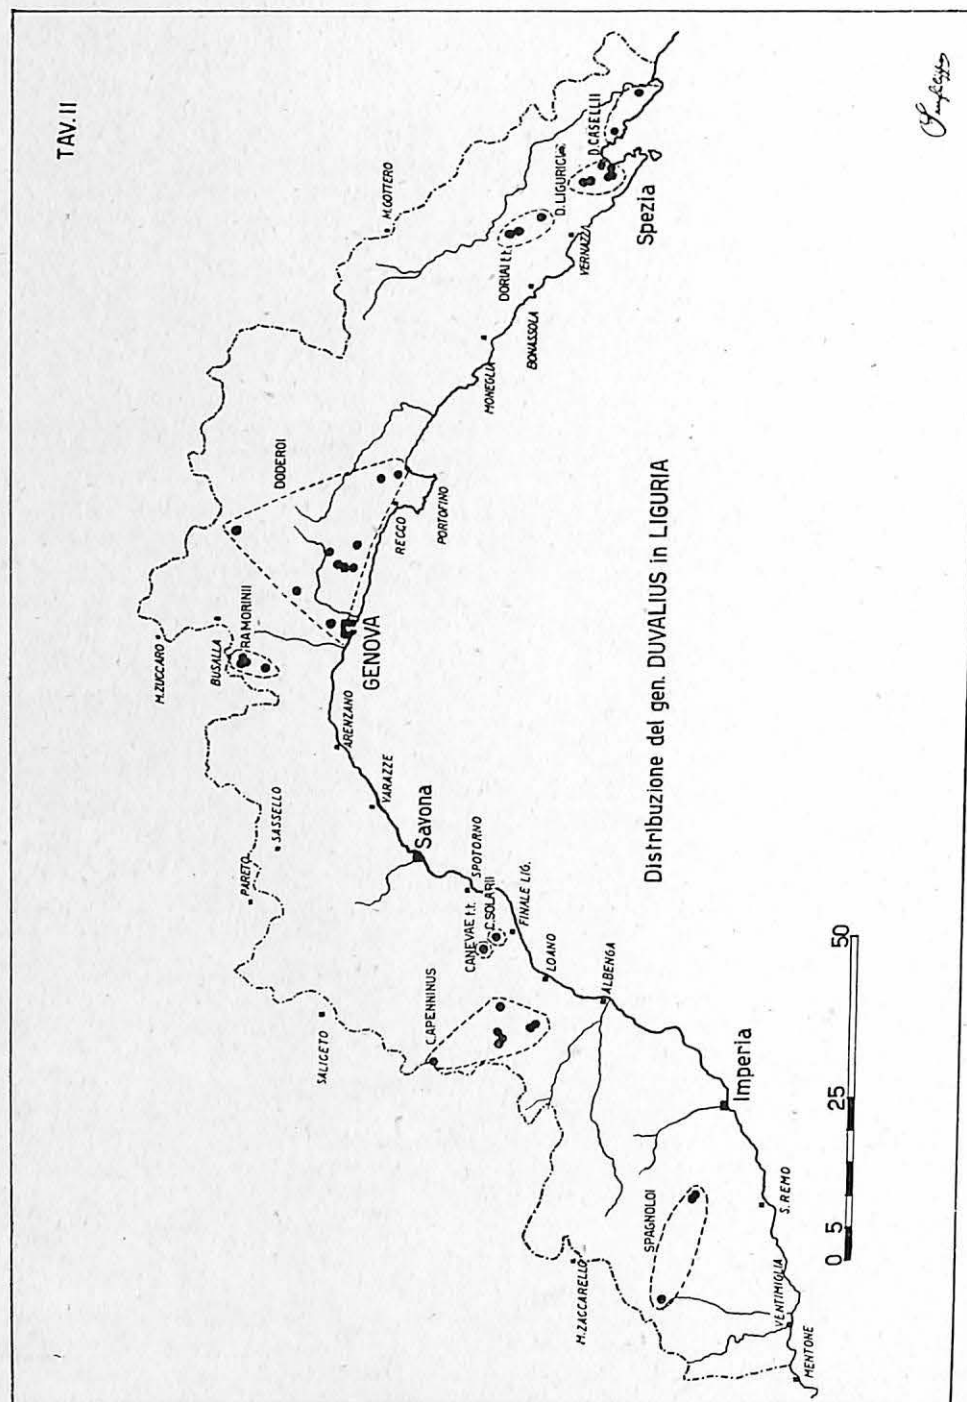 TAV. II
M.GOTTERO
D.CASELLII
D.LIGURICUS
DORIAI t.t.
Spezia
VERNAZZA
BONASSOLA
MONEGLIA
DODEROI
M.ZUCCARO
BUSALLA
RAMORINII
RECCO
PORTOFINO
GENOVA
ARENZANO
VARAZZE
PARETO
SASSELLO
Savona
SPOTORNO
CANEVAE t.t.
C.SOLARII
FINALE LIG.
SALICETO
CAPENNINUS
LOANO
ALBENGA
Imperia
M.ZACCARELLO
SPAGNOLOI
S.REMO
VENTIMIGLIA
MENTONE
Distribuzione del gen. DUVALIUS in LIGURIA
0 5 25 50